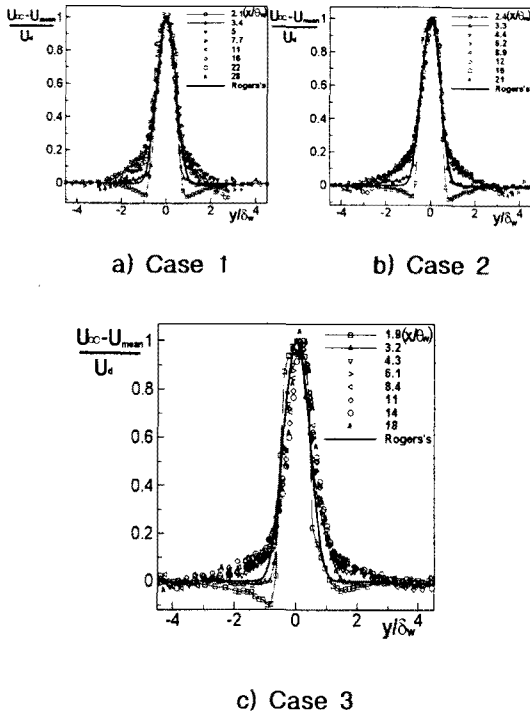 U∞-Umean
Ud
2.1(x/θw)
3.4
5
7.7
11
16
22
28
Rogers's
1
0.8
0.6
0.4
0.2
0
-4 -2 0 2 4
y/δw
a) Case 1
U∞-Umean
Ud
2.4(x/θw)
3.3
4.4
6.2
8.9
12
16
21
Rogers's
1
0.8
0.6
0.4
0.2
0
-4 -2 0 2 4
y/δw
b) Case 2
U∞-Umean
Ud
1.9(x/θw)
3.2
4.3
6.1
8.4
11
14
18
Rogers's
1
0.8
0.6
0.4
0.2
0
-4 -2 0 2 4
y/δw
c) Case 3